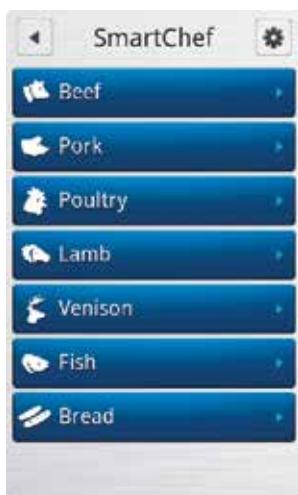 SmartChef
Beef
Pork
Poultry
Lamb
Venison
Fish
Bread